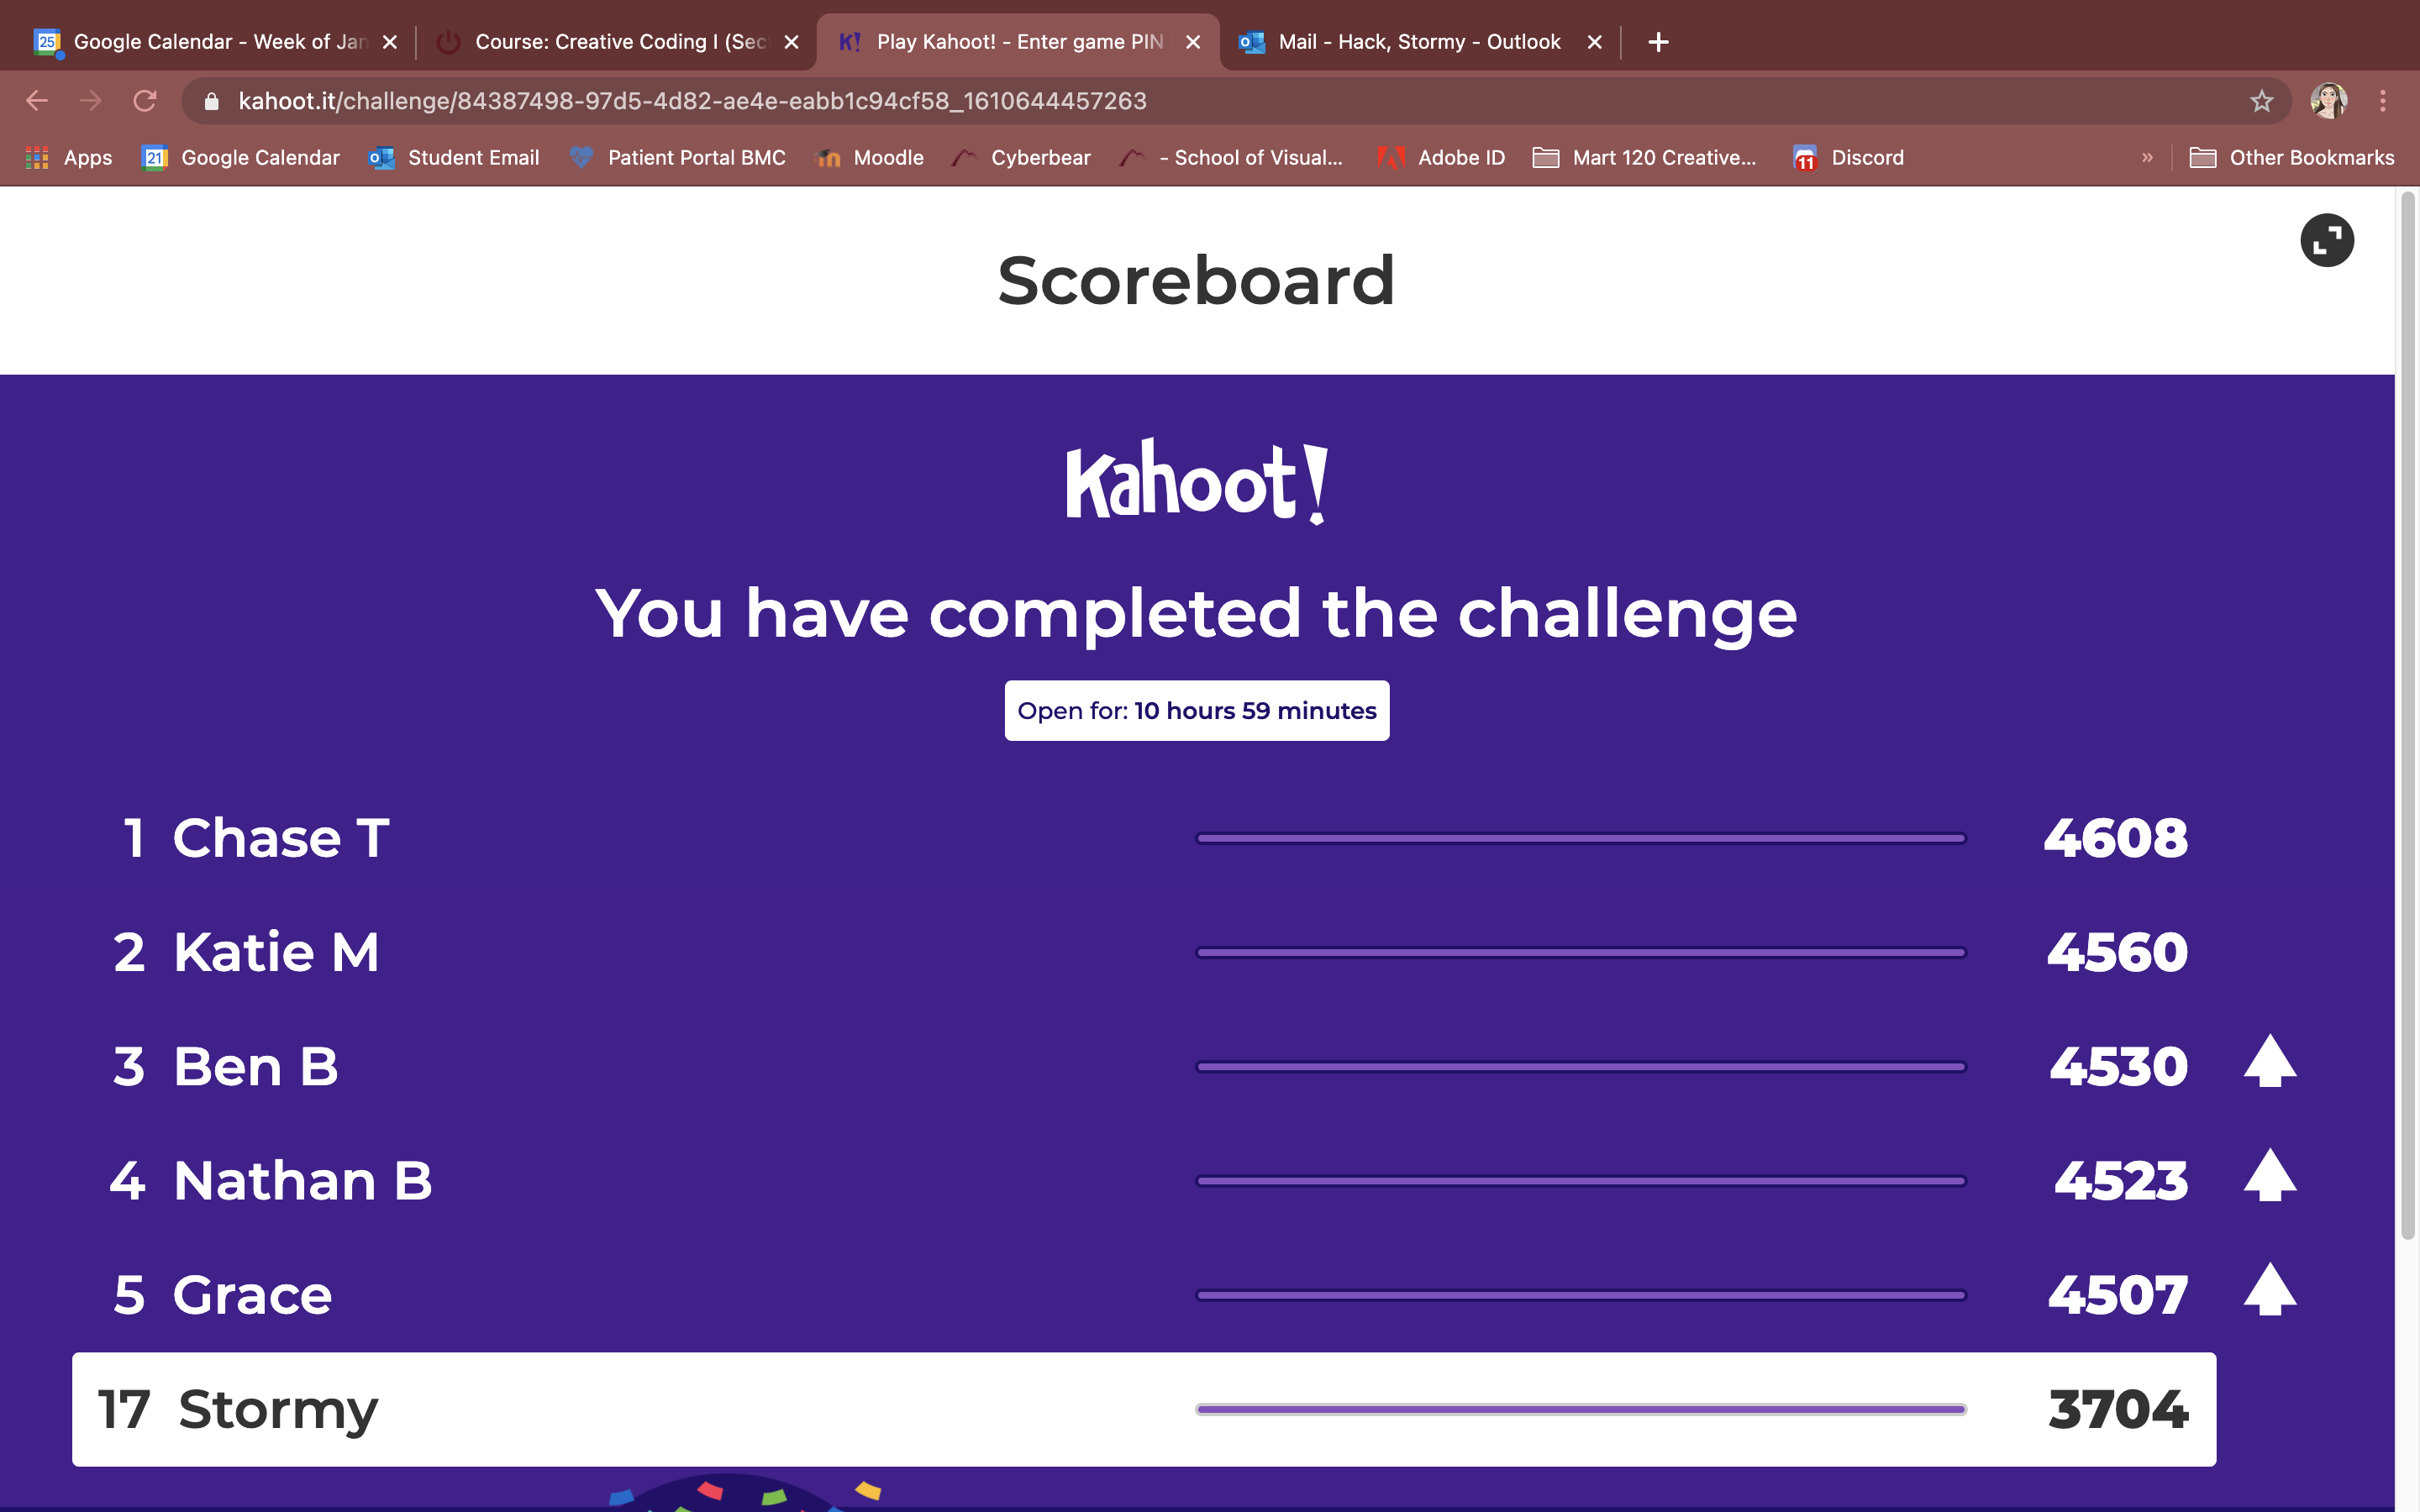 Google Calendar - Week of Jan
Course: Creative Coding I (Sec
Play Kahoot! - Enter game PIN
Mail - Hack, Stormy - Outlook
kahoot.it/challenge/84387498-97d5-4d82-ae4e-eabb1c94cf58_1610644457263
Apps
Google Calendar
Student Email
Patient Portal BMC
Moodle
Cyberbear
- School of Visual...
Adobe ID
Mart 120 Creative...
Discord
Other Bookmarks
Scoreboard
Kahoot!
You have completed the challenge
Open for: 10 hours 59 minutes
1 Chase T 4608
2 Katie M 4560
3 Ben B 4530
4 Nathan B 4523
5 Grace 4507
17 Stormy 3704